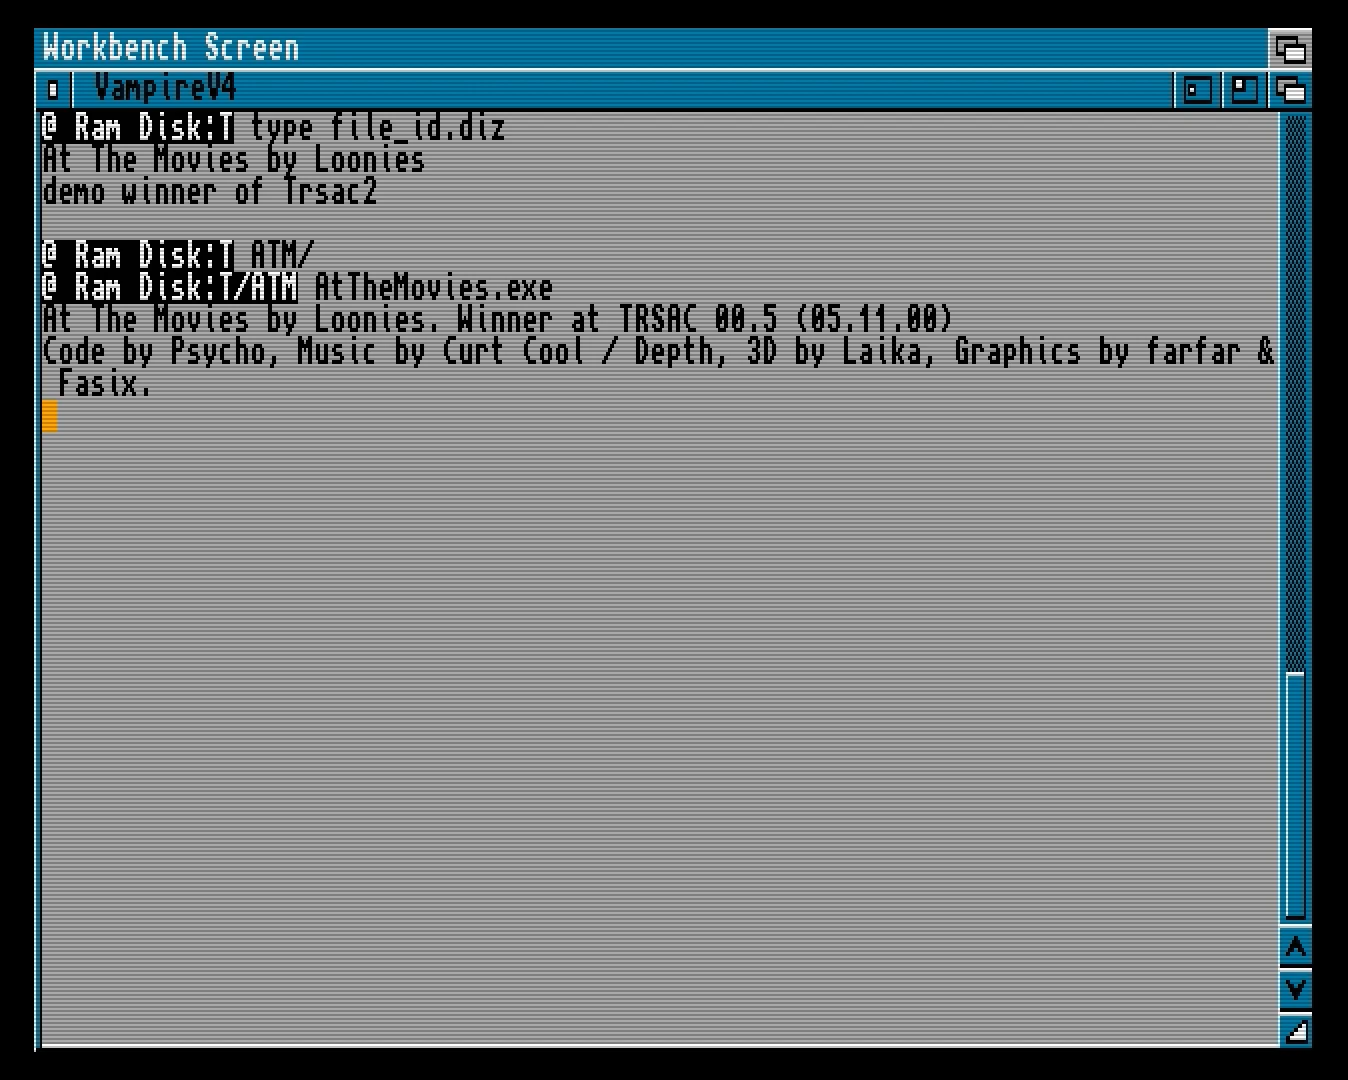 Workbench Screen
VampireV4
@ Ram Disk:T type file_id.diz
At The Movies by Loonies
demo winner of Trsac2
@ Ram Disk:T ATM/
@ Ram Disk:T/ATM AtTheMovies.exe
At The Movies by Loonies. Winner at TRSAC 00.5 (05.11.00)
Code by Psycho, Music by Curt Cool / Depth, 3D by Laika, Graphics by farfar &
Fasix.